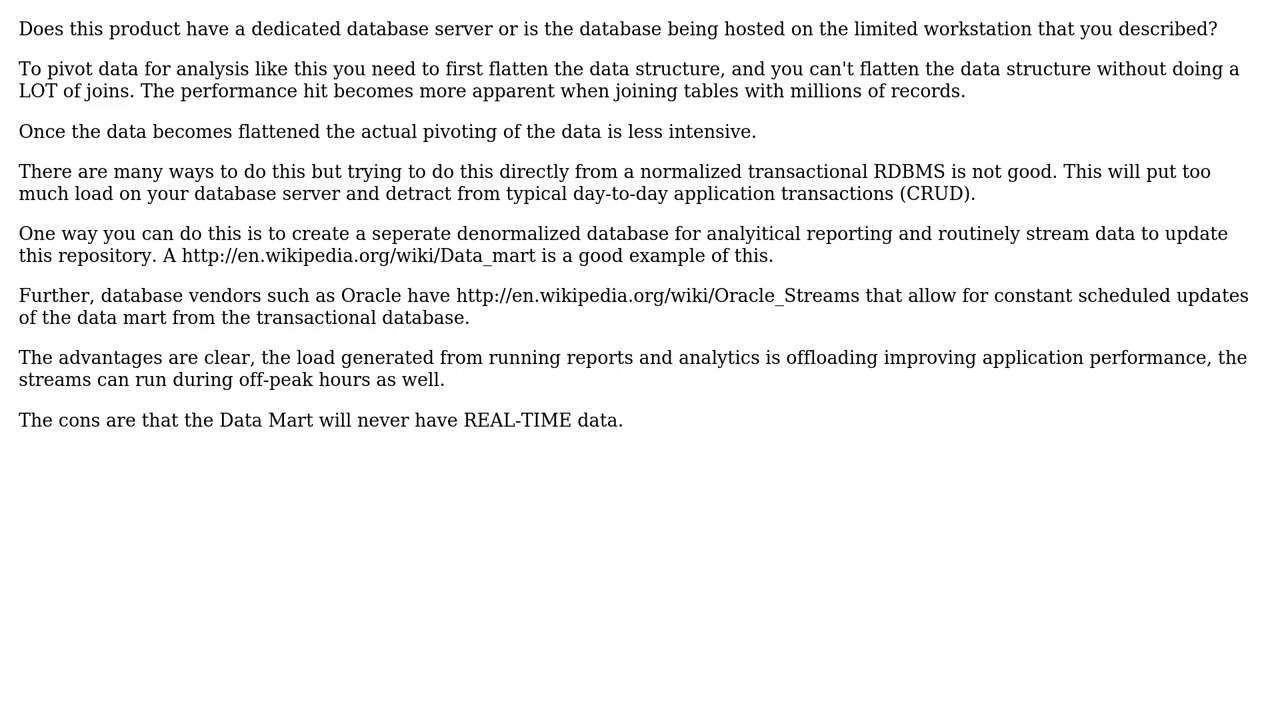 Does this product have a dedicated database server or is the database being hosted on the limited workstation that you described?
To pivot data for analysis like this you need to first flatten the data structure, and you can't flatten the data structure without doing a
LOT of joins. The performance hit becomes more apparent when joining tables with millions of records.
Once the data becomes flattened the actual pivoting of the data is less intensive.
There are many ways to do this but trying to do this directly from a normalized transactional RDBMS is not good. This will put too
much load on your database server and detract from typical day-to-day application transactions (CRUD).
One way you can do this is to create a seperate denormalized database for analyitical reporting and routinely stream data to update
this repository. A http://en.wikipedia.org/wiki/Data_mart is a good example of this.
Further, database vendors such as Oracle have http://en.wikipedia.org/wiki/Oracle_Streams that allow for constant scheduled updates
of the data mart from the transactional database.
The advantages are clear, the load generated from running reports and analytics is offloading improving application performance, the
streams can run during off-peak hours as well.
The cons are that the Data Mart will never have REAL-TIME data.